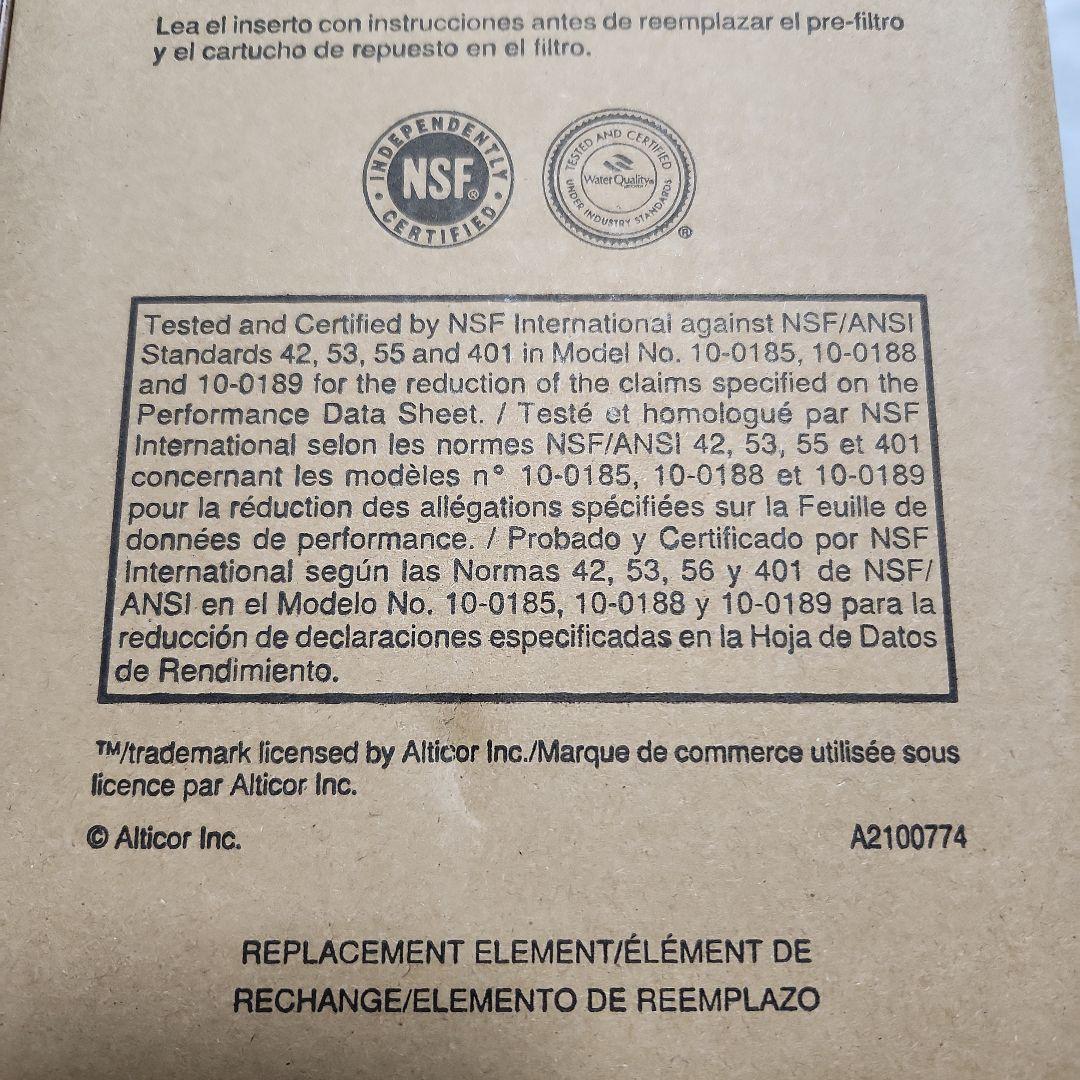 Lea el inserto con instrucciones antes de reemplazar el pre-filtro
y el cartucho de repuesto en el filtro.
INDEPENDENTLY
NSF®
CERTIFIED
TESTED AND CERTIFIED
Water Quality
UNDER INDUSTRY STANDARDS
®
Tested and Certified by NSF International against NSF/ANSI
Standards 42, 53, 55 and 401 in Model No. 10-0185, 10-0188
and 10-0189 for the reduction of the claims specified on the
Performance Data Sheet. / Testé et homologué par NSF
International selon les normes NSF/ANSI 42, 53, 55 et 401
concernant les modèles n° 10-0185, 10-0188 et 10-0189
pour la réduction des allégations spécifiées sur la Feuille de
données de performance. / Probado y Certificado por NSF
International según las Normas 42, 53, 56 y 401 de NSF/
ANSI en el Modelo No. 10-0185, 10-0188 y 10-0189 para la
reducción de declaraciones especificadas en la Hoja de Datos
de Rendimiento.
™/trademark licensed by Alticor Inc./Marque de commerce utilisée sous
licence par Alticor Inc.
© Alticor Inc.
A2100774
REPLACEMENT ELEMENT/ÉLÉMENT DE
RECHANGE/ELEMENTO DE REEMPLAZO